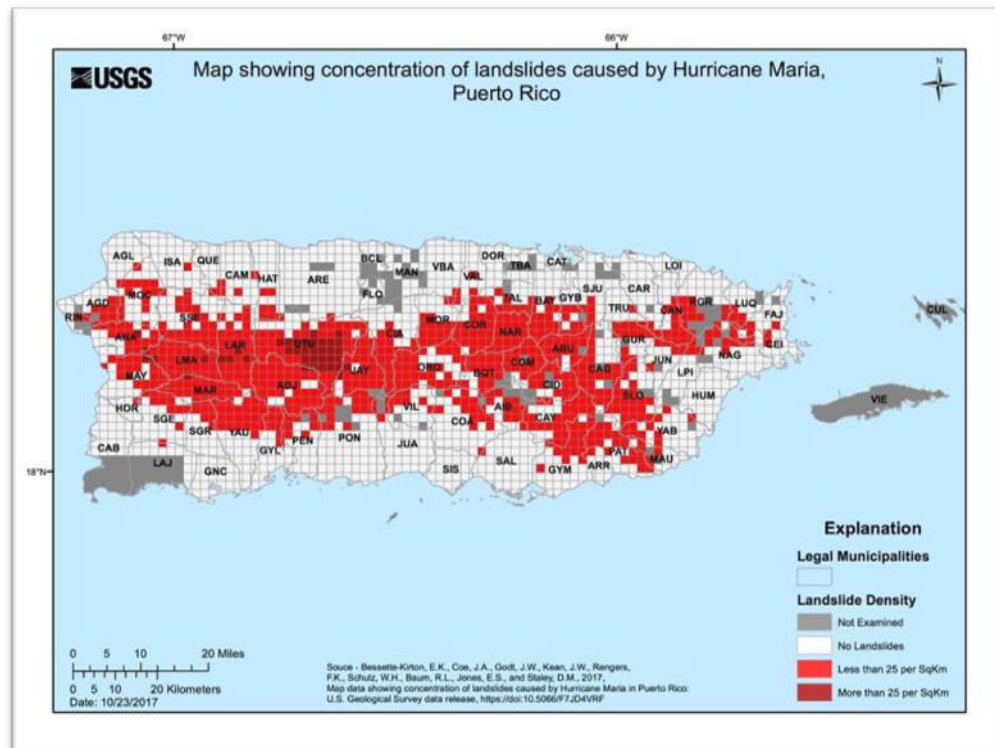 67°W
66°W
USGS
Map showing concentration of landslides caused by Hurricane Maria,
Puerto Rico
N
AGL
ISA
QUE
CAM
HAT
ARE
BCL
MAN
VBA
DOR
VAL
TBA
CAT
SJU
CAR
LOI
MOC
AGD
RIN
SSE
FLO
TAL
BAY
GYB
TRU
CAN
RGR
LUQ
FAJ
CUL
ANA
LAR
UTU
CIA
MOR
COR
NAR
GUR
CEI
LMA
MAY
JAY
ORO
BQT
COM
ABU
CAG
JUN
NAG
LPI
MAR
ADJ
CID
SLO
HUM
VIE
HOR
SGE
SGR
YAU
VIL
COA
AIB
CAY
YAB
CAB
GYL
PEN
PON
JUA
PAT
MAU
18°N
LAJ
GNC
SIS
SAL
GYM
ARR
Explanation
Legal Municipalities
Landslide Density
Not Examined
No Landslides
Less than 25 per SqKm
More than 25 per SqKm
0 5 10 20 Miles
0 5 10 20 Kilometers
Date: 10/23/2017
Souce - Bessette-Kirton, E.K., Coe, J.A., Godt, J.W., Kean, J.W., Rengers,
F.K., Schulz, W.H., Baum, R.L., Jones, E.S., and Staley, D.M., 2017,
Map data showing concentration of landslides caused by Hurricane Maria in Puerto Rico:
U.S. Geological Survey data release, https://doi:10.5066/F7JD4VRF